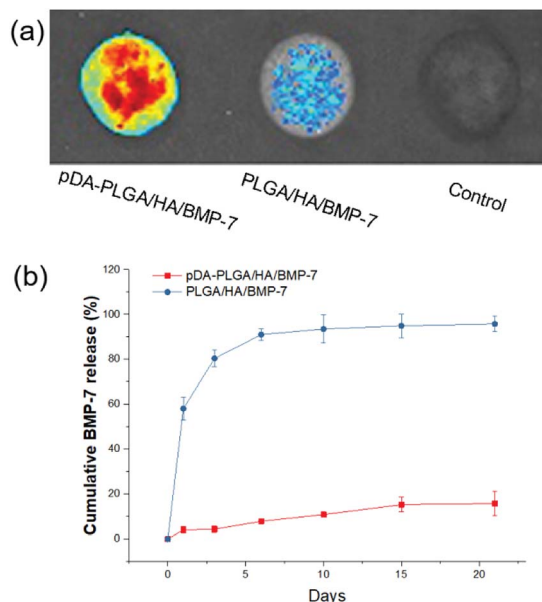 (a)
pDA-PLGA/HA/BMP-7
PLGA/HA/BMP-7
Control
(b)
pDA-PLGA/HA/BMP-7
PLGA/HA/BMP-7
Cumulative BMP-7 release (%)
120
100
80
60
40
20
0
0
5
10
15
20
Days